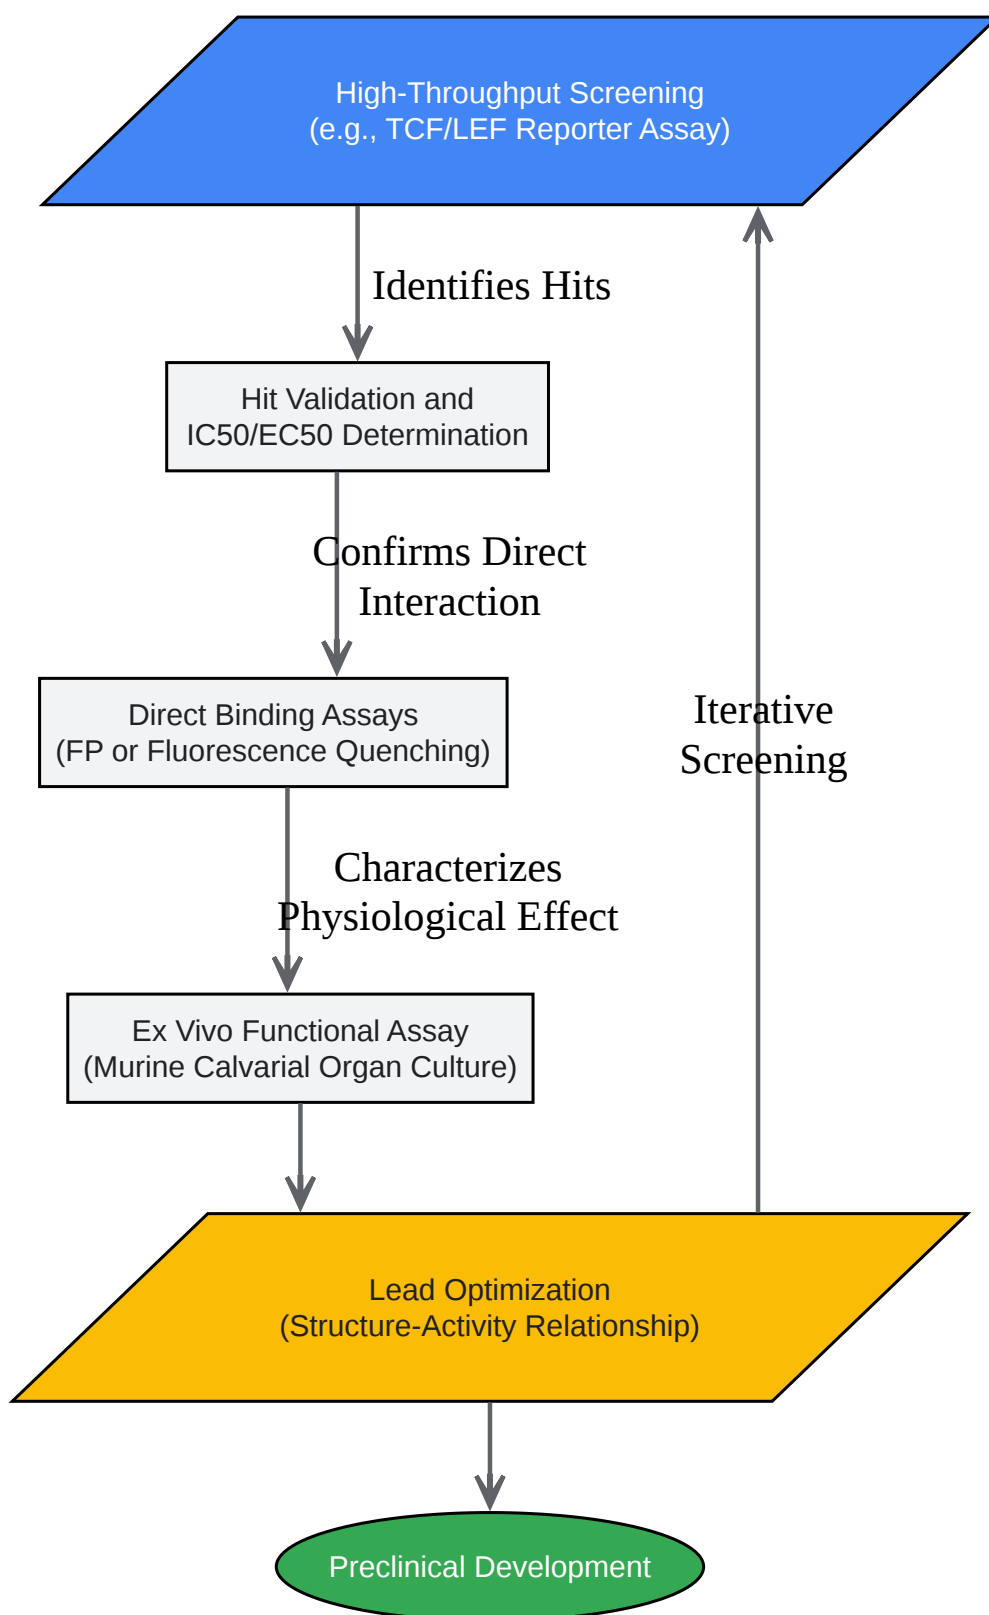 High-Throughput Screening
(e.g., TCF/LEF Reporter Assay)
Identifies Hits
Hit Validation and
IC50/EC50 Determination
Confirms Direct
Interaction
Direct Binding Assays
(FP or Fluorescence Quenching)
Iterative
Screening
Characterizes
Physiological Effect
Ex Vivo Functional Assay
(Murine Calvarial Organ Culture)
Lead Optimization
(Structure-Activity Relationship)
Preclinical Development